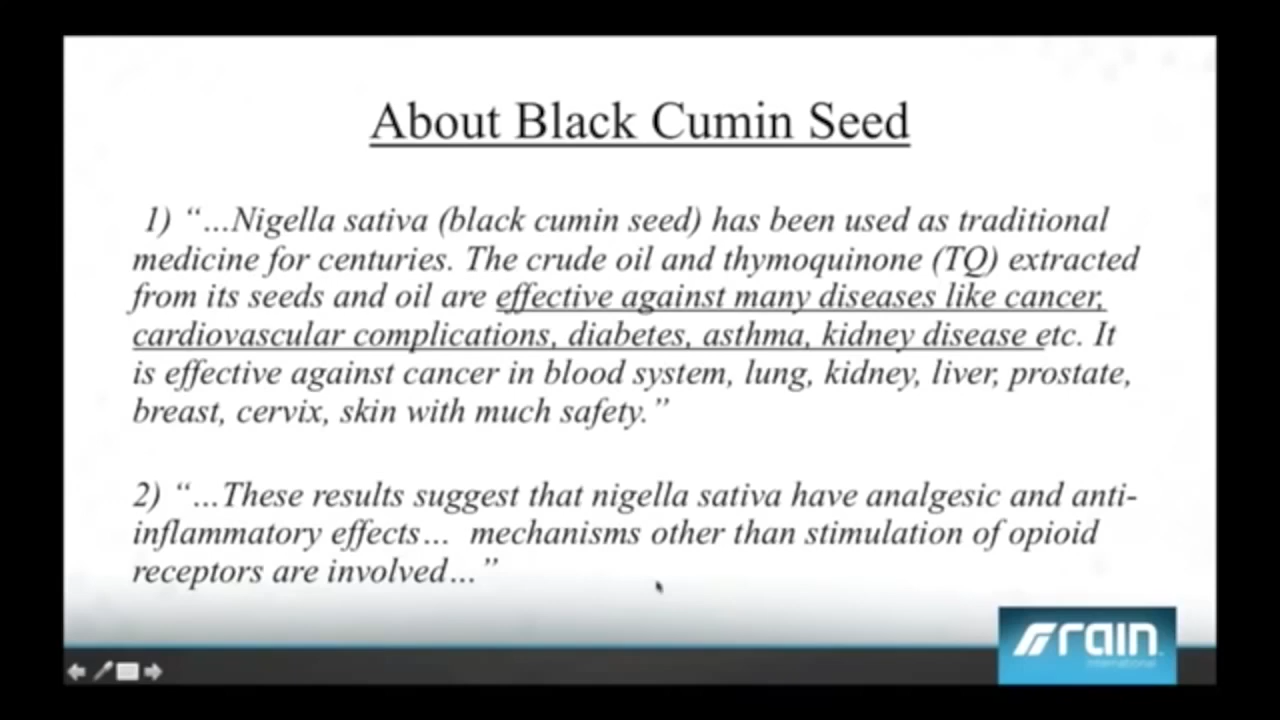 About Black Cumin Seed
1) “...Nigella sativa (black cumin seed) has been used as traditional
medicine for centuries. The crude oil and thymoquinone (TQ) extracted
from its seeds and oil are effective against many diseases like cancer,
cardiovascular complications, diabetes, asthma, kidney disease etc. It
is effective against cancer in blood system, lung, kidney, liver, prostate,
breast, cervix, skin with much safety.”
2) “...These results suggest that nigella sativa have analgesic and anti-
inflammatory effects... mechanisms other than stimulation of opioid
receptors are involved...”
rain
international